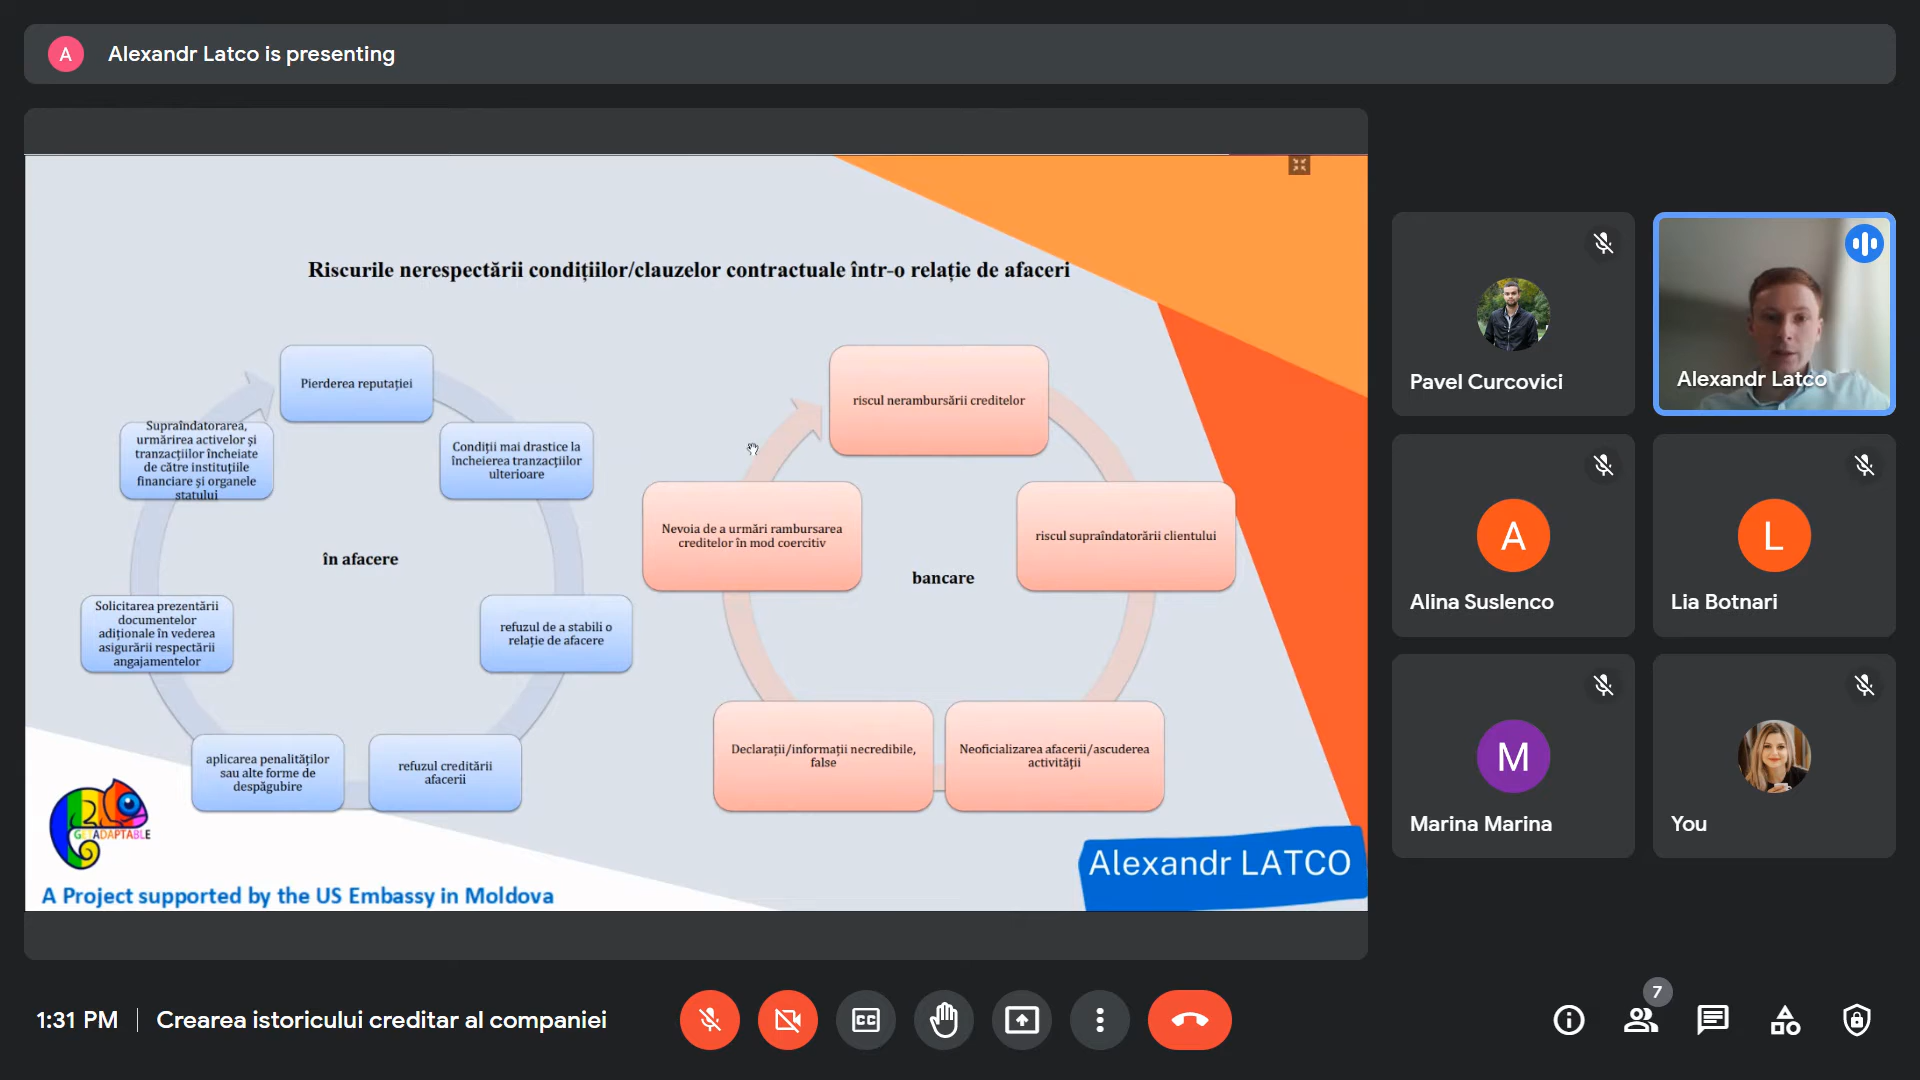 A
Alexandr Latco is presenting
Riscurile nerespectării condițiilor/clauzelor contractuale într-o relație de afaceri
Pierderea reputației
Condiții mai drastice la
încheierea tranzacțiilor
ulterioare
refuzul de a stabili o
relație de afacere
refuzul creditării
afacerii
aplicarea penalităților
sau alte forme de
despăgubire
Solicitarea prezentării
documentelor
adiționale în vederea
asigurării respectării
angajamentelor
Supraîndatorarea,
urmărirea activelor și
tranzacțiilor încheiate
de către instituțiile
financiare și organele
statului
în afacere
riscul nerambursării creditelor
riscul supraîndatorării clientului
Neoficializarea afacerii/ascuderea
activității
Declarații/informații necredibile,
false
Nevoia de a urmări rambursarea
creditelor în mod coercitiv
bancare
GETADAPTABLE
A Project supported by the US Embassy in Moldova
Alexandr LATCO
Pavel Curcovici
Alexandr Latco
A
Alina Suslenco
L
Lia Botnari
M
Marina Marina
You
1:31 PM
Crearea istoricului creditar al companiei
CC
7